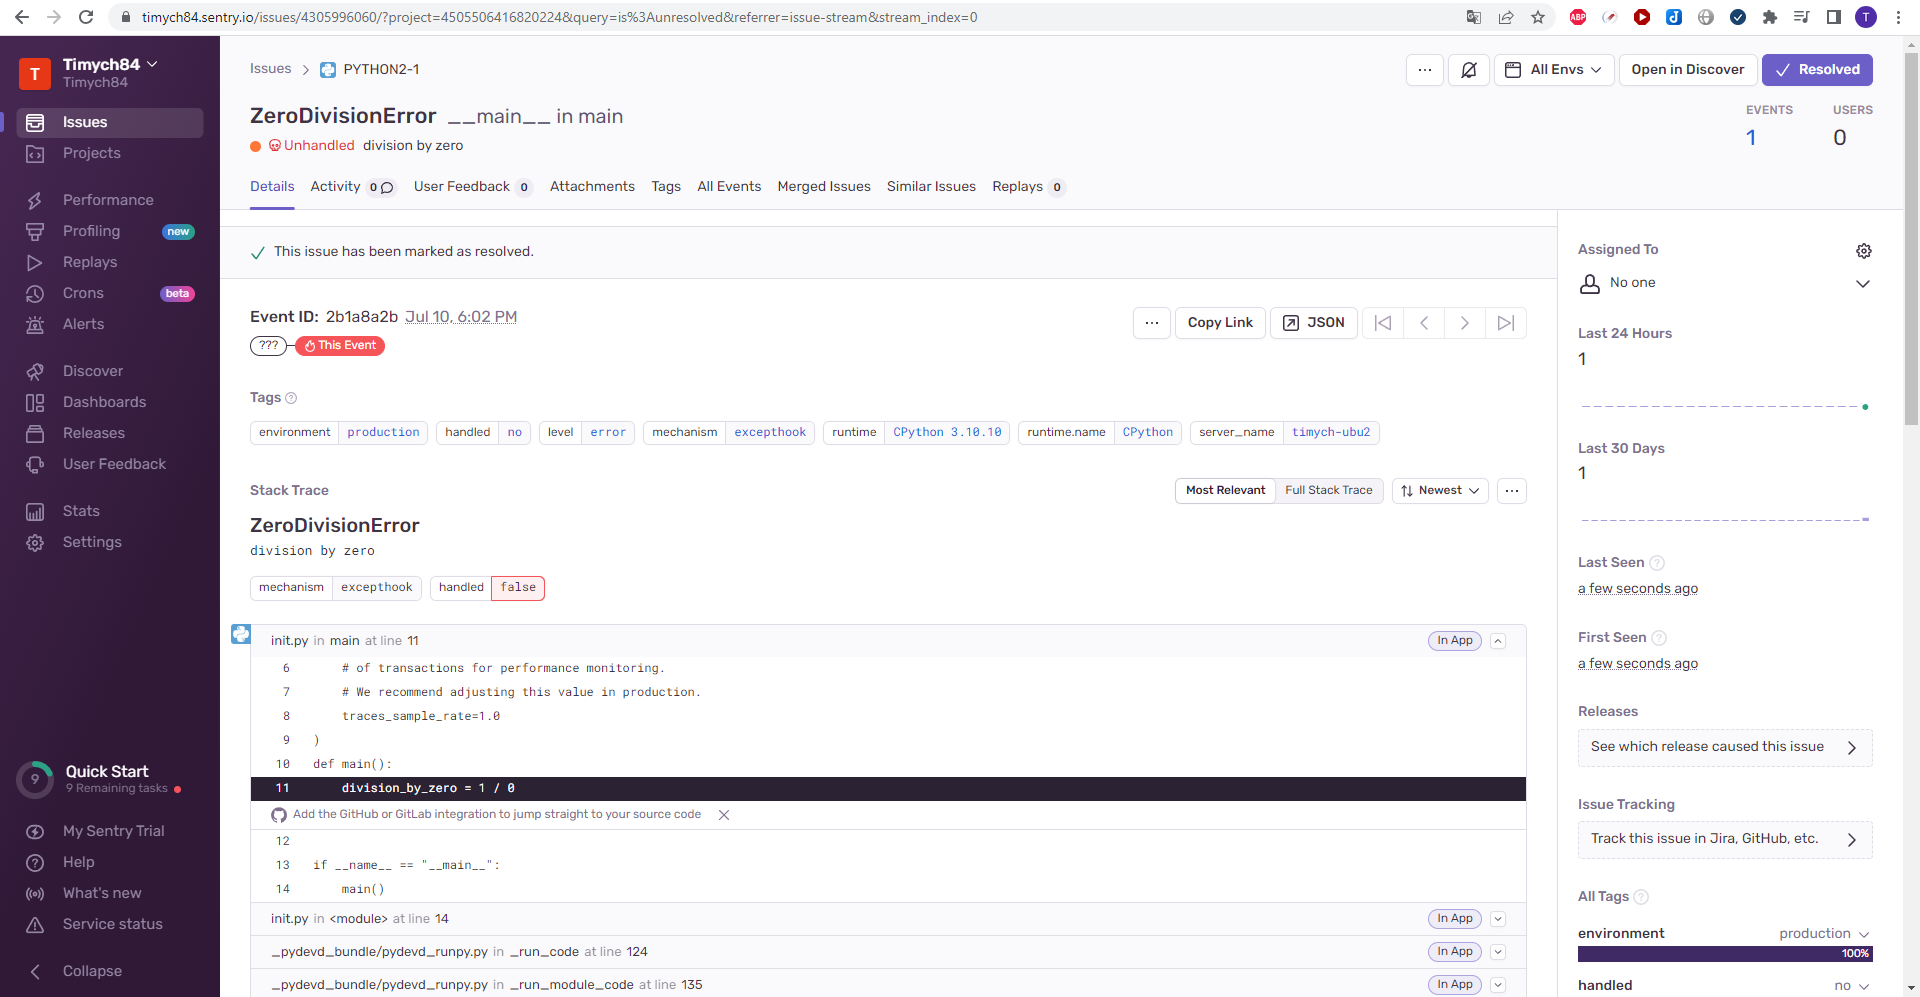 timych84.sentry.io/issues/4305996060/?project=4505506416820224&query=is%3Aunresolved&referrer=issue-stream&stream_index=0
ABP
T
T
Timych84
Timych84
Issues
Projects
Performance
Profiling new
Replays
Crons beta
Alerts
Discover
Dashboards
Releases
User Feedback
Stats
Settings
9
Quick Start
9 Remaining tasks
My Sentry Trial
Help
What's new
Service status
Collapse
Issues > PYTHON2-1
All Envs
Open in Discover
Resolved
ZeroDivisionError __main__ in main
Unhandled division by zero
EVENTS
1
USERS
0
Details Activity 0 User Feedback 0 Attachments Tags All Events Merged Issues Similar Issues Replays 0
This issue has been marked as resolved.
Event ID: 2b1a8a2b Jul 10, 6:02 PM
??? This Event
... Copy Link JSON
Tags ?
environment production handled no level error mechanism excepthook runtime CPython 3.10.10 runtime.name CPython server_name timych-ubu2
Stack Trace
Most Relevant Full Stack Trace Newest ...
ZeroDivisionError
division by zero
mechanism excepthook handled false
init.py in main at line 11 In App
6 # of transactions for performance monitoring.
7 # We recommend adjusting this value in production.
8 traces_sample_rate=1.0
9 )
10 def main():
11 division_by_zero = 1 / 0
Add the GitHub or GitLab integration to jump straight to your source code
12
13 if __name__ == "__main__":
14 main()
init.py in <module> at line 14 In App
_pydevd_bundle/pydevd_runpy.py in _run_code at line 124 In App
_pydevd_bundle/pydevd_runpy.py in _run_module_code at line 135 In App
Assigned To
No one
Last 24 Hours
1
Last 30 Days
1
Last Seen ?
a few seconds ago
First Seen ?
a few seconds ago
Releases
See which release caused this issue
Issue Tracking
Track this issue in Jira, GitHub, etc.
All Tags ?
environment production
100%
handled no